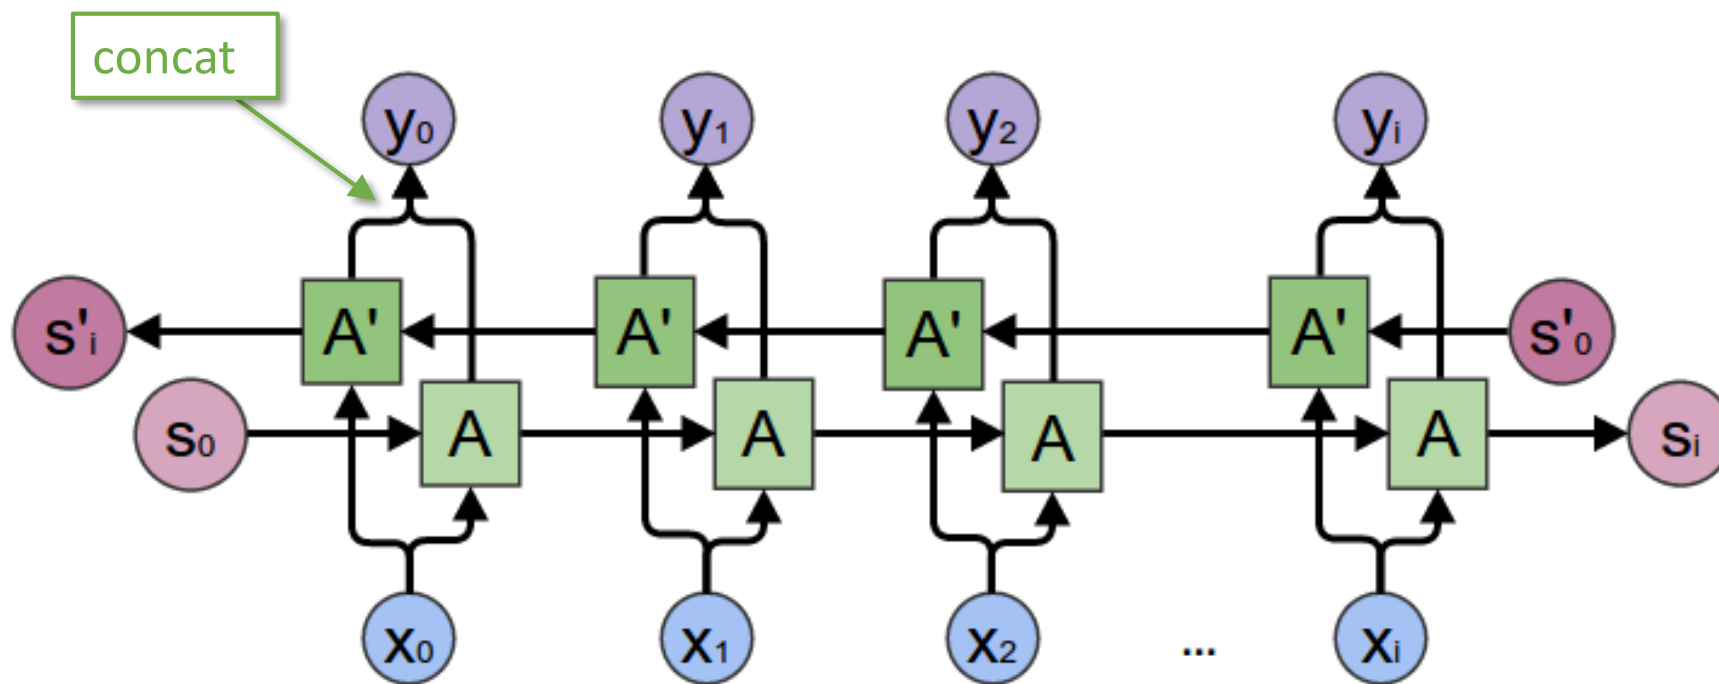 concat
y0 y1 y2 yi
s'i A' A' A' A' s'0
s0 A A A A si
x0 x1 x2 ... xi